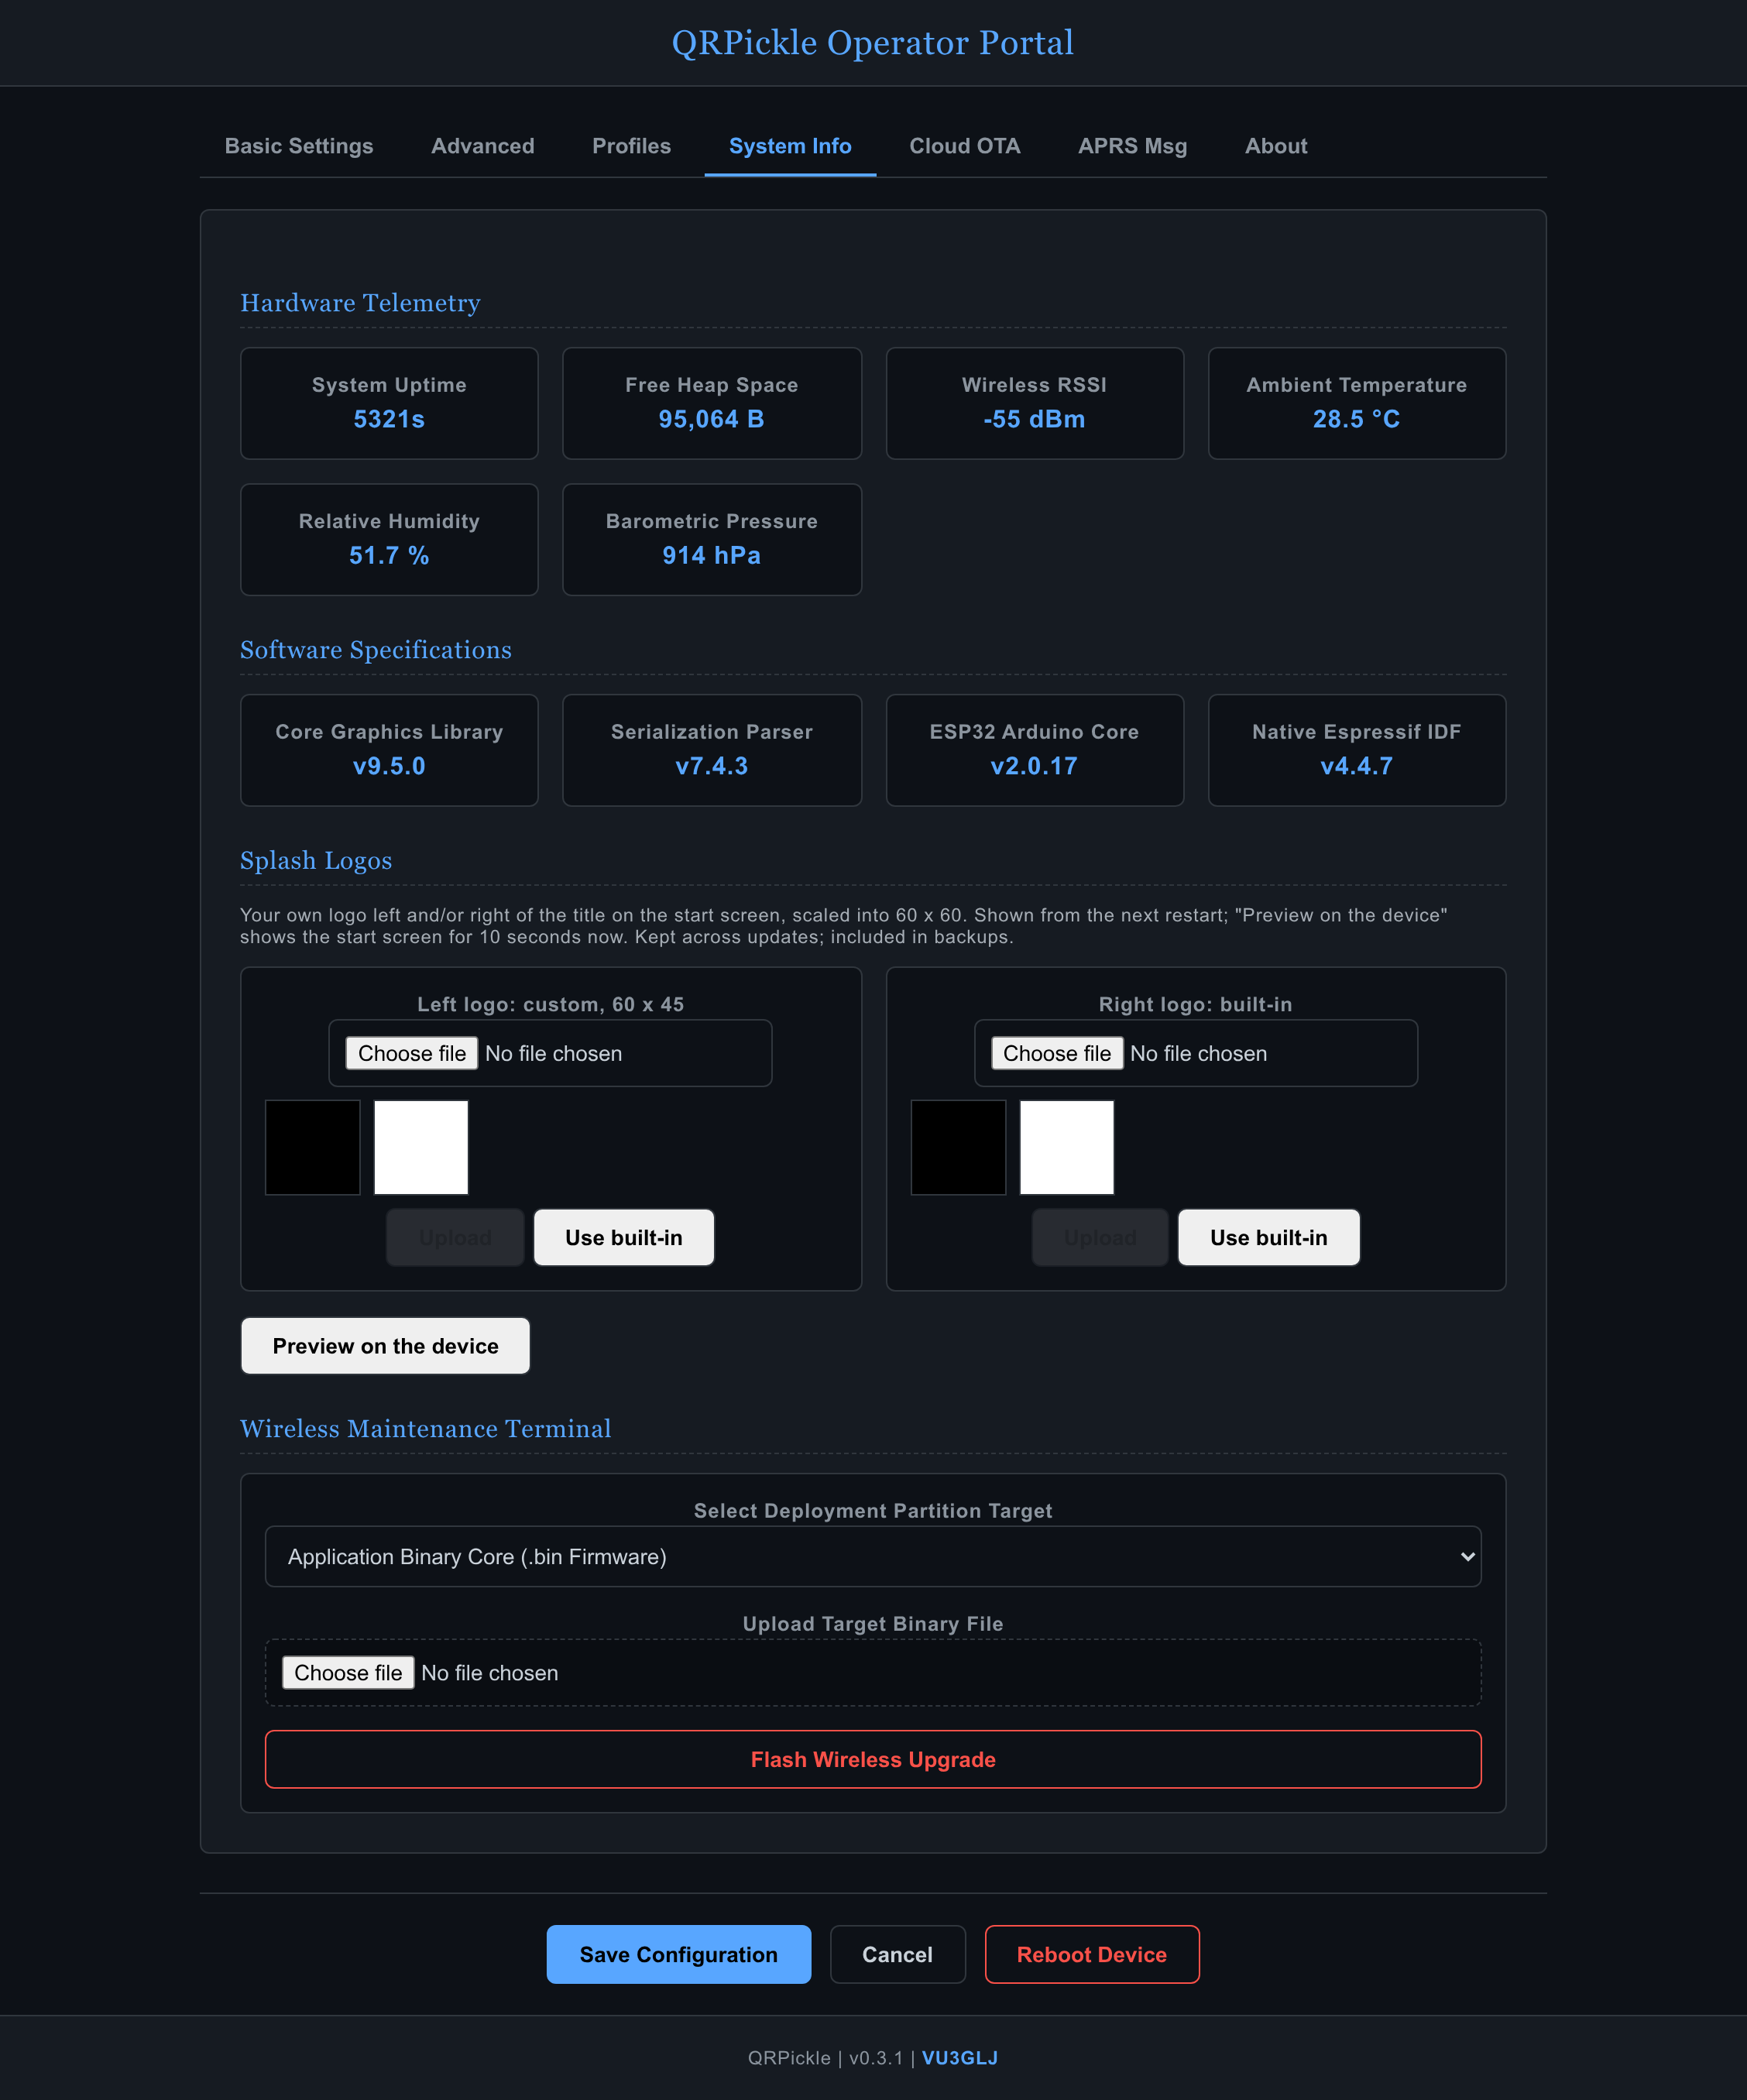 QRPickle Operator Portal
Basic Settings Advanced Profiles System Info Cloud OTA APRS Msg About
Hardware Telemetry
System Uptime Free Heap Space Wireless RSSI Ambient Temperature
5321s 95,064 B -55 dBm 28.5 °C
Relative Humidity Barometric Pressure
51.7 % 914 hPa
Software Specifications
Core Graphics Library Serialization Parser ESP32 Arduino Core Native Espressif IDF
v9.5.0 v7.4.3 v2.0.17 v4.4.7
Splash Logos
Your own logo left and/or right of the title on the start screen, scaled into 60 x 60. Shown from the next restart; "Preview on the device"
shows the start screen for 10 seconds now. Kept across updates; included in backups.
Left logo: custom, 60 x 45 Right logo: built-in
Choose file No file chosen Choose file No file chosen
Upload Use built-in Upload Use built-in
Preview on the device
Wireless Maintenance Terminal
Select Deployment Partition Target
Application Binary Core (.bin Firmware)
Upload Target Binary File
Choose file No file chosen
Flash Wireless Upgrade
Save Configuration Cancel Reboot Device
QRPickle | v0.3.1 | VU3GLJ